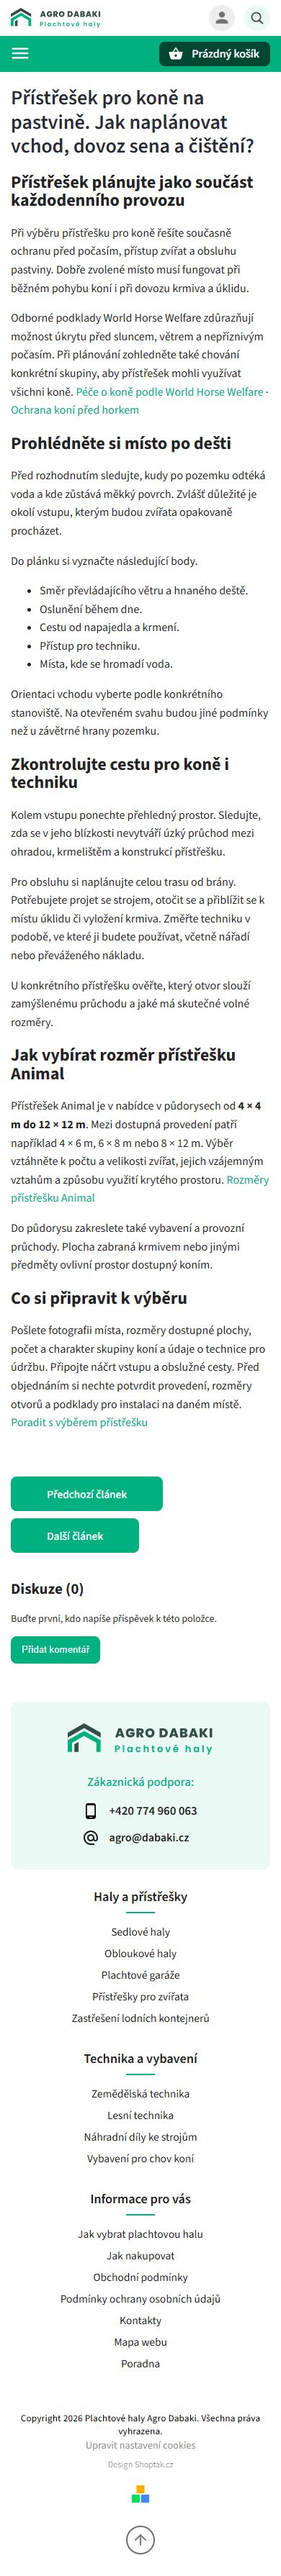 AGRO DABAKI
Plachtové haly
Prázdný košík
Přístřešek pro koně na
pastvině. Jak naplánovat
vchod, dovoz sena a čištění?
Přístřešek plánujte jako součást
každodenního provozu
Při výběru přístřešku pro koně řešíte současně
ochranu před počasím, přístup zvířat a obsluhu
pastviny. Dobře zvolené místo musí fungovat při
běžném pohybu koní i při dovozu krmiva a úklidu.
Odborné podklady World Horse Welfare zdůrazňují
možnost úkrytu před sluncem, větrem a nepříznivým
počasím. Při plánování zohledněte také chování
konkrétní skupiny, aby přístřešek mohli využívat
všichni koně. Péče o koně podle World Horse Welfare ·
Ochrana koní před horkem
Prohlédněte si místo po dešti
Před rozhodnutím sledujte, kudy po pozemku odtéká
voda a kde zůstává měkký povrch. Zvlášť důležité je
okolí vstupu, kterým budou zvířata opakovaně
procházet.
Do plánku si vyznačte následující body.
• Směr převládajícího větru a hnaného deště.
• Oslunění během dne.
• Cestu od napajedla a krmení.
• Přístup pro techniku.
• Místa, kde se hromadí voda.
Orientaci vchodu vyberte podle konkrétního
stanoviště. Na otevřeném svahu budou jiné podmínky
než u závětrné hrany pozemku.
Zkontrolujte cestu pro koně i
techniku
Kolem vstupu ponechte přehledný prostor. Sledujte,
zda se v jeho blízkosti nevytváří úzký průchod mezi
ohradou, krmelištěm a konstrukcí přístřešku.
Pro obsluhu si naplánujte celou trasu od brány.
Potřebujete projet se strojem, otočit se a přiblížit se k
místu úklidu či vyložení krmiva. Změřte techniku v
podobě, ve které ji budete používat, včetně nářadí
nebo převáženého nákladu.
U konkrétního přístřešku ověřte, který otvor slouží
zamýšlenému průchodu a jaké má skutečné volné
rozměry.
Jak vybírat rozměr přístřešku
Animal
Přístřešek Animal je v nabídce v půdorysech od 4 × 4
m do 12 × 12 m. Mezi dostupná provedení patří
například 4 × 6 m, 6 × 8 m nebo 8 × 12 m. Výběr
vztáhněte k počtu a velikosti zvířat, jejich vzájemným
vztahům a způsobu využití krytého prostoru. Rozměry
přístřešku Animal
Do půdorysu zakreslete také vybavení a provozní
průchody. Plocha zabraná krmivem nebo jinými
předměty ovlivní prostor dostupný koním.
Co si připravit k výběru
Pošlete fotografii místa, rozměry dostupné plochy,
počet a charakter skupiny koní a údaje o technice pro
údržbu. Připojte náčrt vstupu a obslužné cesty. Před
objednáním si nechte potvrdit provedení, rozměry
otvorů a podklady pro instalaci na daném místě.
Poradit s výběrem přístřešku
Předchozí článek
Další článek
Diskuze (0)
Buďte první, kdo napíše příspěvek k této položce.
Přidat komentář
AGRO DABAKI
Plachtové haly
Zákaznická podpora:
+420 774 960 063
agro@dabaki.cz
Haly a přístřešky
Sedlové haly
Obloukové haly
Plachtové garáže
Přístřešky pro zvířata
Zastřešení lodních kontejnerů
Technika a vybavení
Zemědělská technika
Lesní technika
Náhradní díly ke strojům
Vybavení pro chov koní
Informace pro vás
Jak vybrat plachtovou halu
Jak nakupovat
Obchodní podmínky
Podmínky ochrany osobních údajů
Kontakty
Mapa webu
Poradna
Copyright 2026 Plachtové haly Agro Dabaki. Všechna práva
vyhrazena.
Upravit nastavení cookies
Design Shoptak.cz